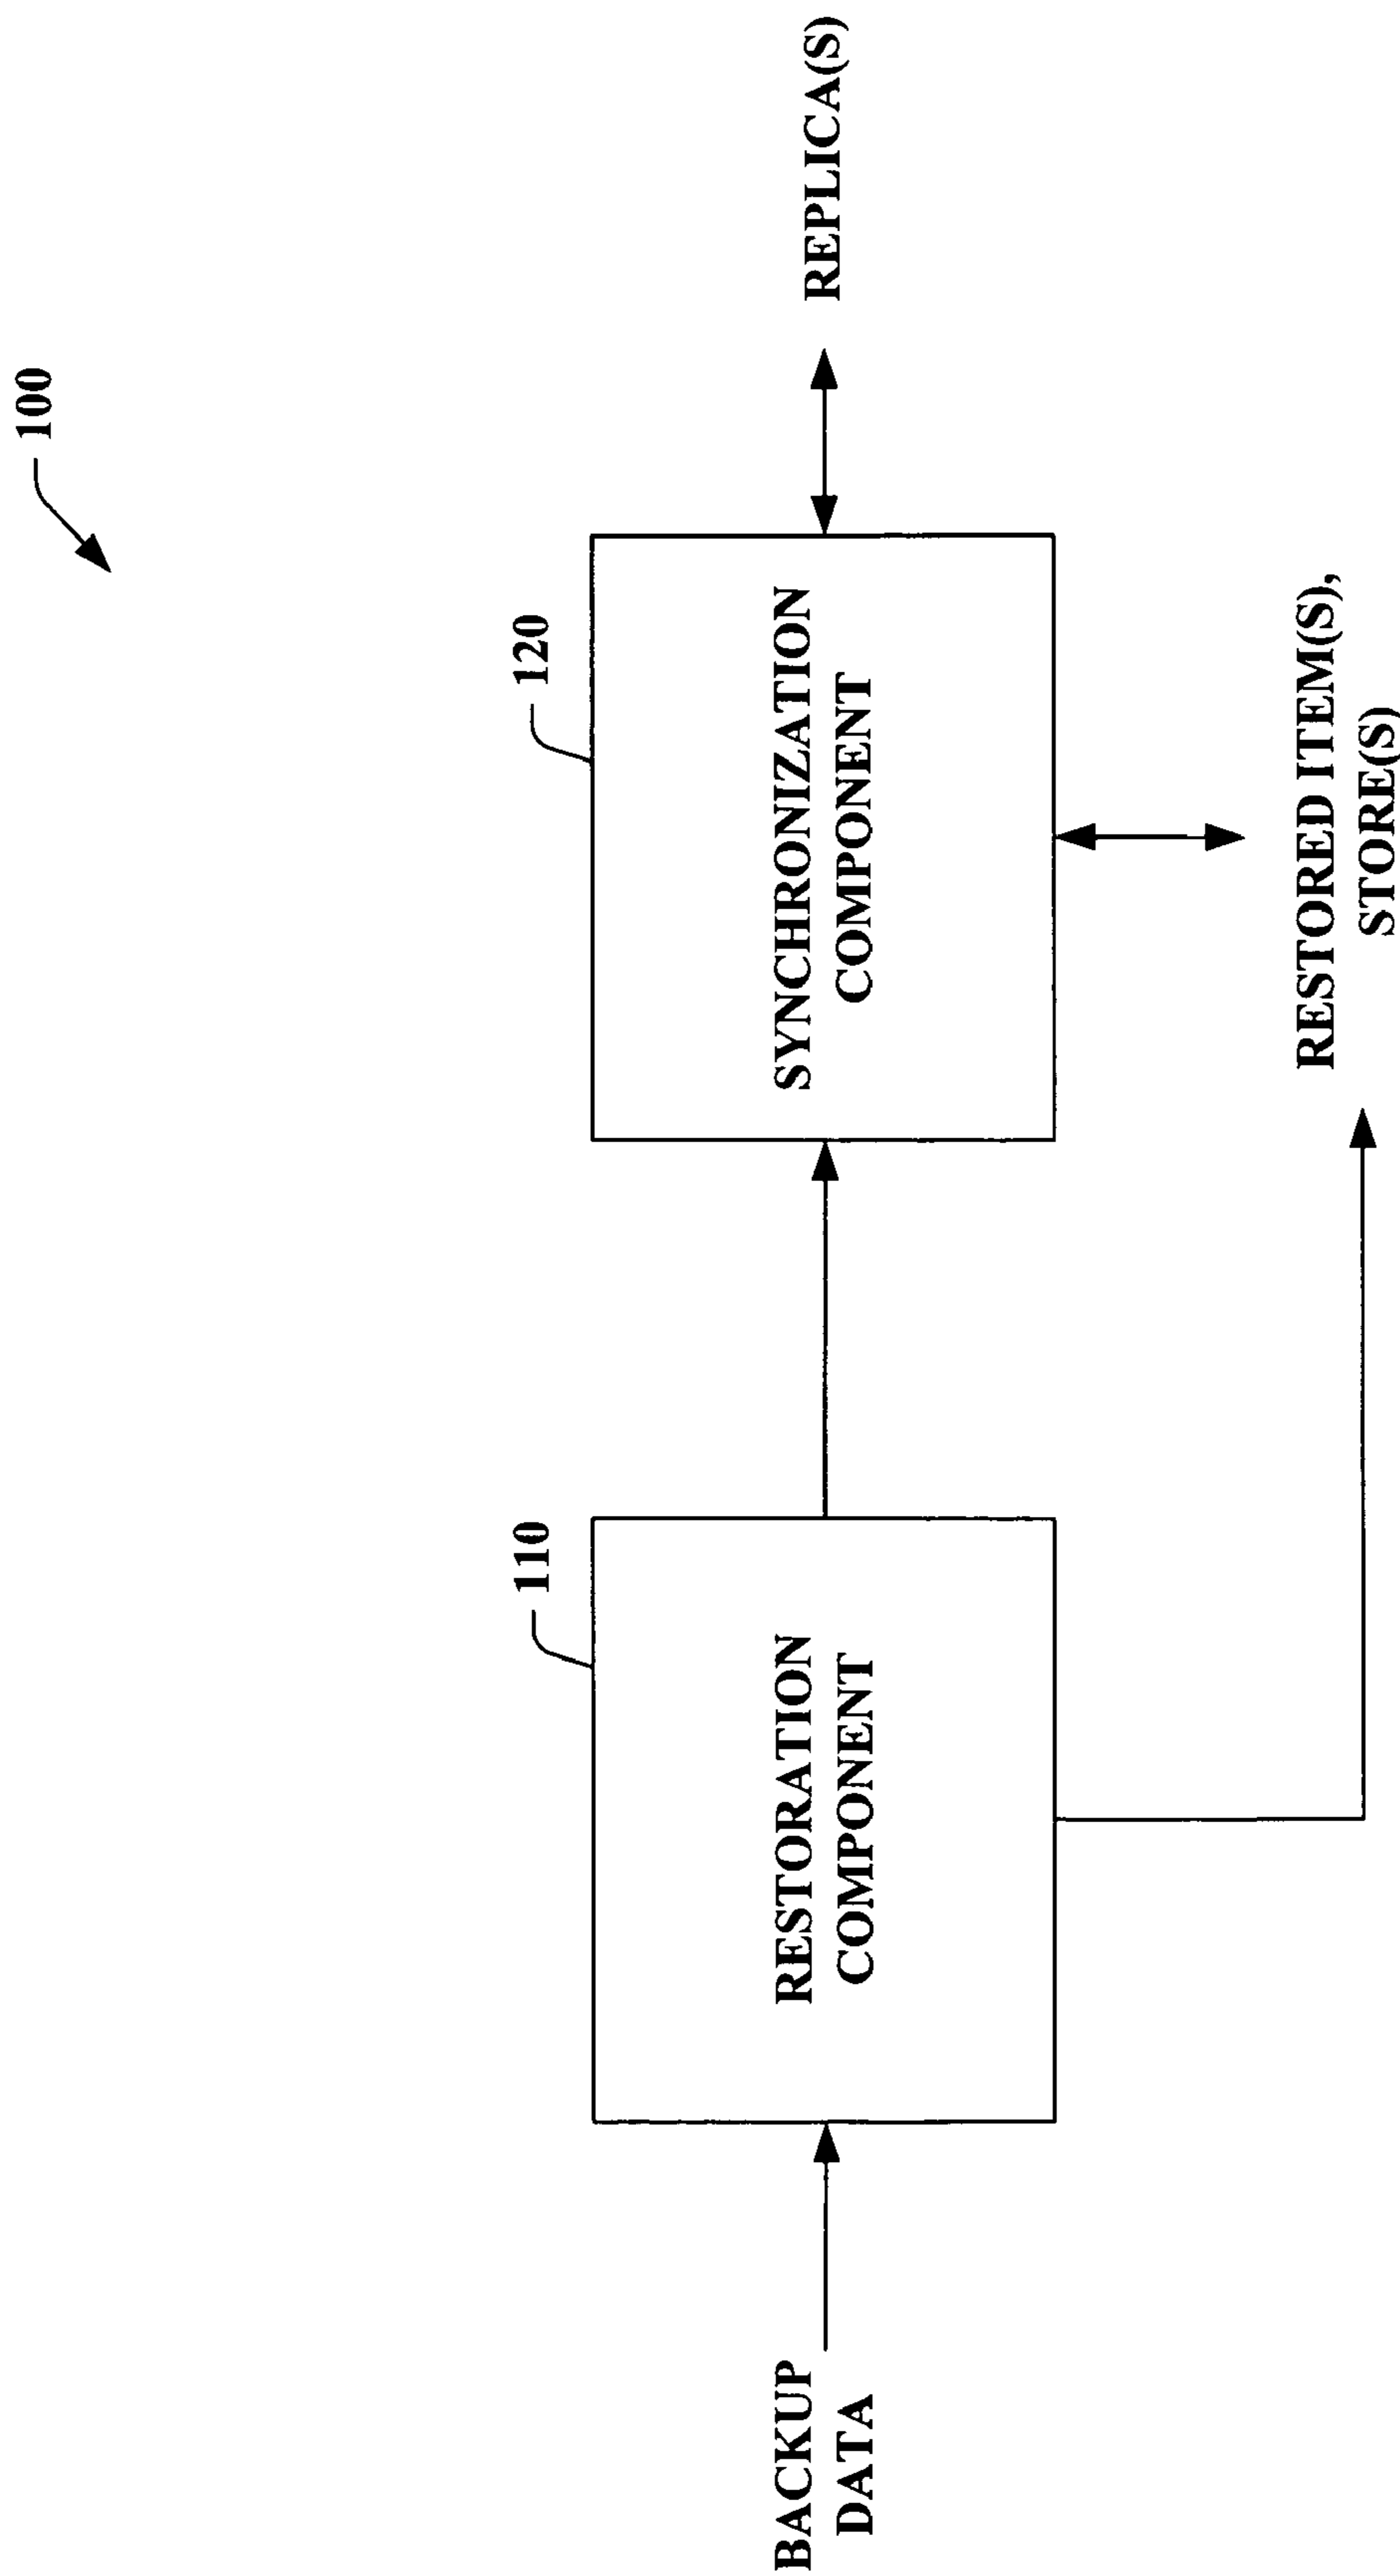 100
110
120
BACKUP
DATA
RESTORATION
COMPONENT
SYNCHRONIZATION
COMPONENT
REPLICA(S)
RESTORED ITEM(S),
STORE(S)